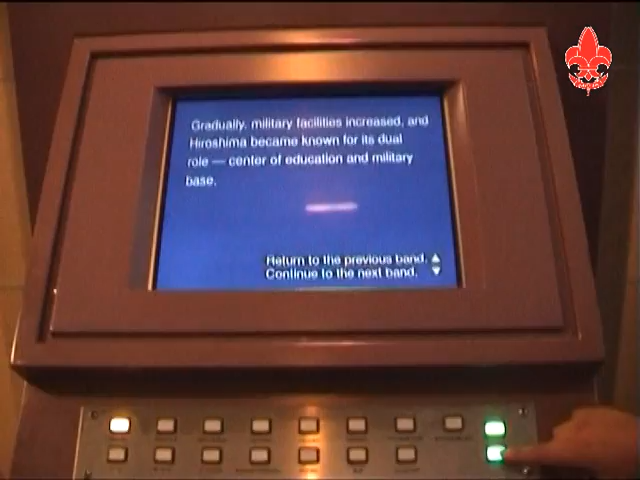 Gradually, military facilities increased, and
Hiroshima became known for its dual
role — center of education and military
base.
Return to the previous band. ▲
Continue to the next band. ▼